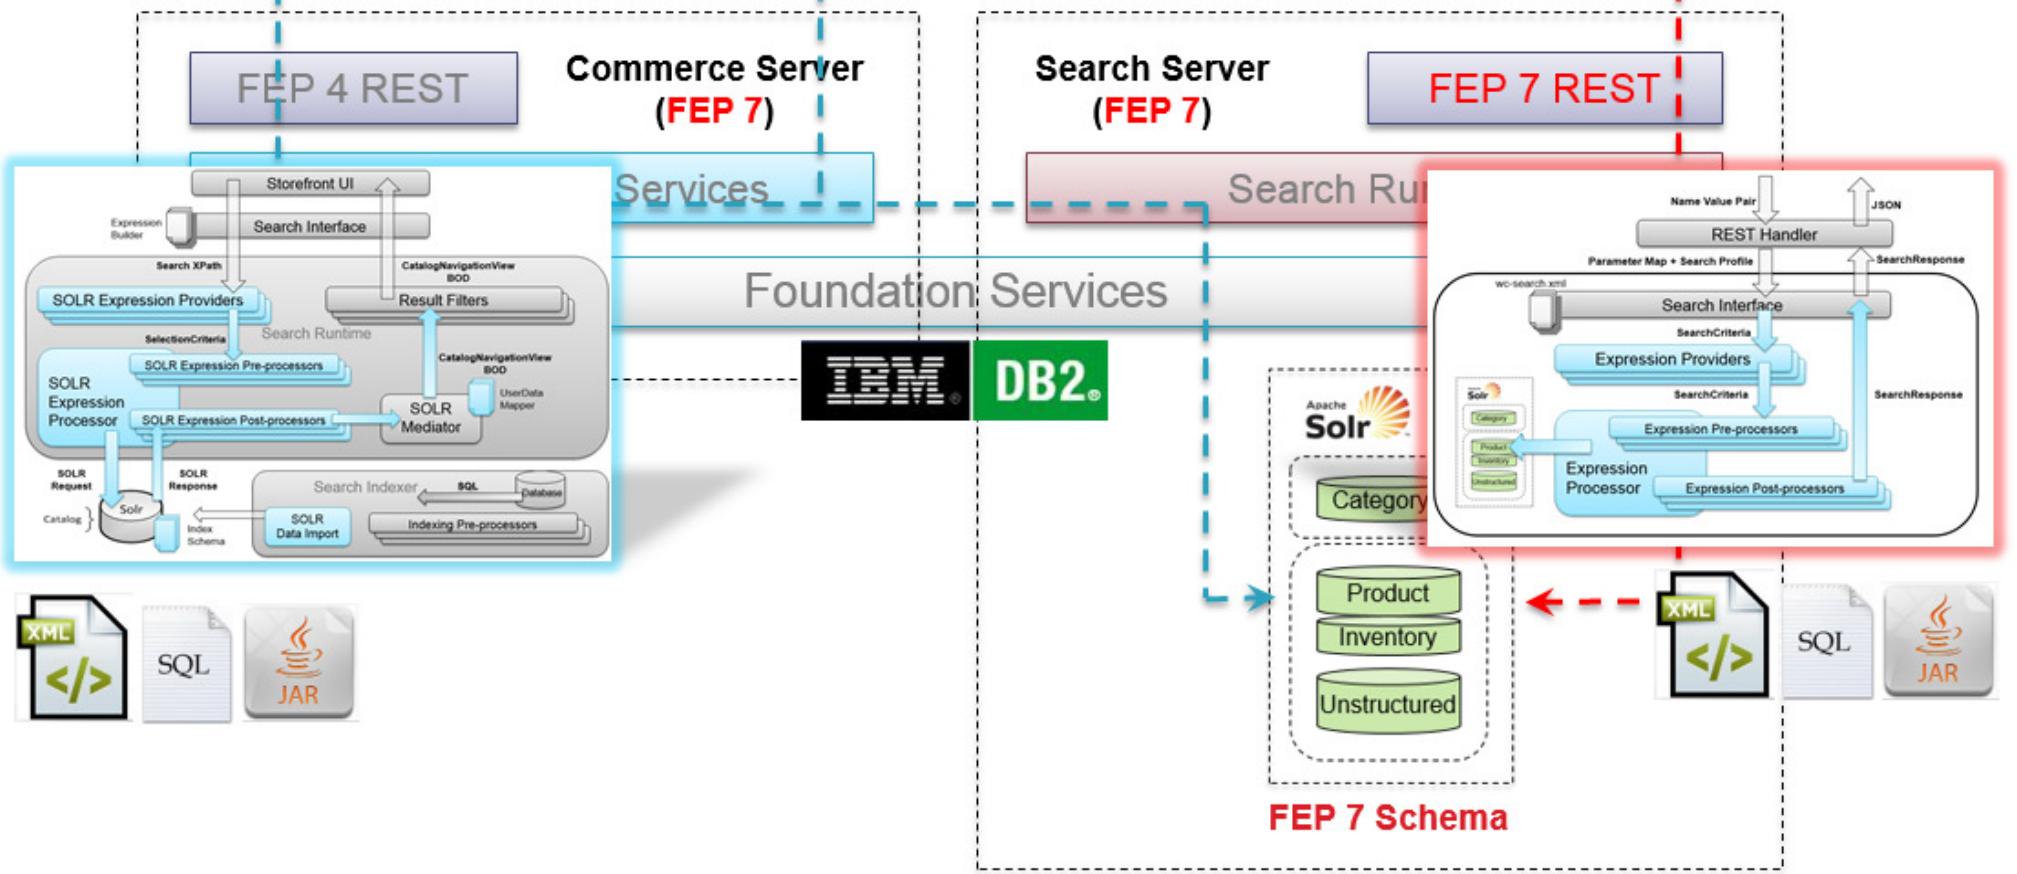 FEP 4 REST
Commerce Server
(FEP 7)
Services
Storefront UI
Expression
Builder
Search Interface
Search XPath
CatalogNavigationView
BOD
SOLR Expression Providers
Result Filters
SelectionCriteria
Search Runtime
SOLR Expression Pre-processors
CatalogNavigationView
BOD
SOLR
Expression
Processor
SOLR Expression Post-processors
UserData
Mapper
SOLR
Mediator
SOLR
Request
SOLR
Response
Catalog
Solr
Index
Schema
Search Indexer
SQL
Database
SOLR
Data Import
Indexing Pre-processors
XML
</>
SQL
JAR
Foundation Services
IBM
DB2
Search Server
(FEP 7)
FEP 7 REST
Search Ru
Name Value Pair
JSON
REST Handler
Parameter Map + Search Profile
SearchResponse
wc-search.xml
Search Interface
SearchCriteria
Expression Providers
SearchCriteria
SearchResponse
Expression Pre-processors
Expression
Processor
Expression Post-processors
Solr
Category
Product
Inventory
Unstructured
Apache
Solr
Category
Product
Inventory
Unstructured
FEP 7 Schema
XML
</>
SQL
JAR